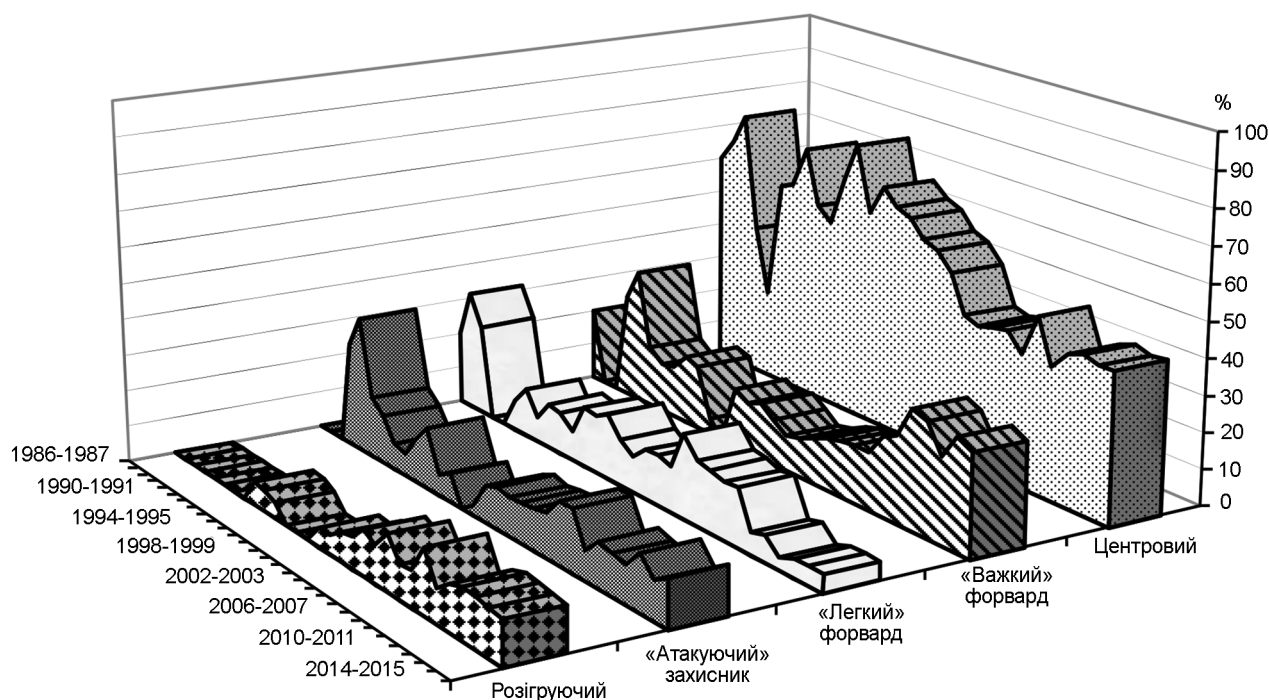 %
100
90
80
70
60
50
40
30
20
10
0
1986-1987
1990-1991
1994-1995
1998-1999
2002-2003
2006-2007
2010-2011
2014-2015
Розігруючий
«Атакуючий»
захисник
«Легкий»
форвард
«Важкий»
форвард
Центровий